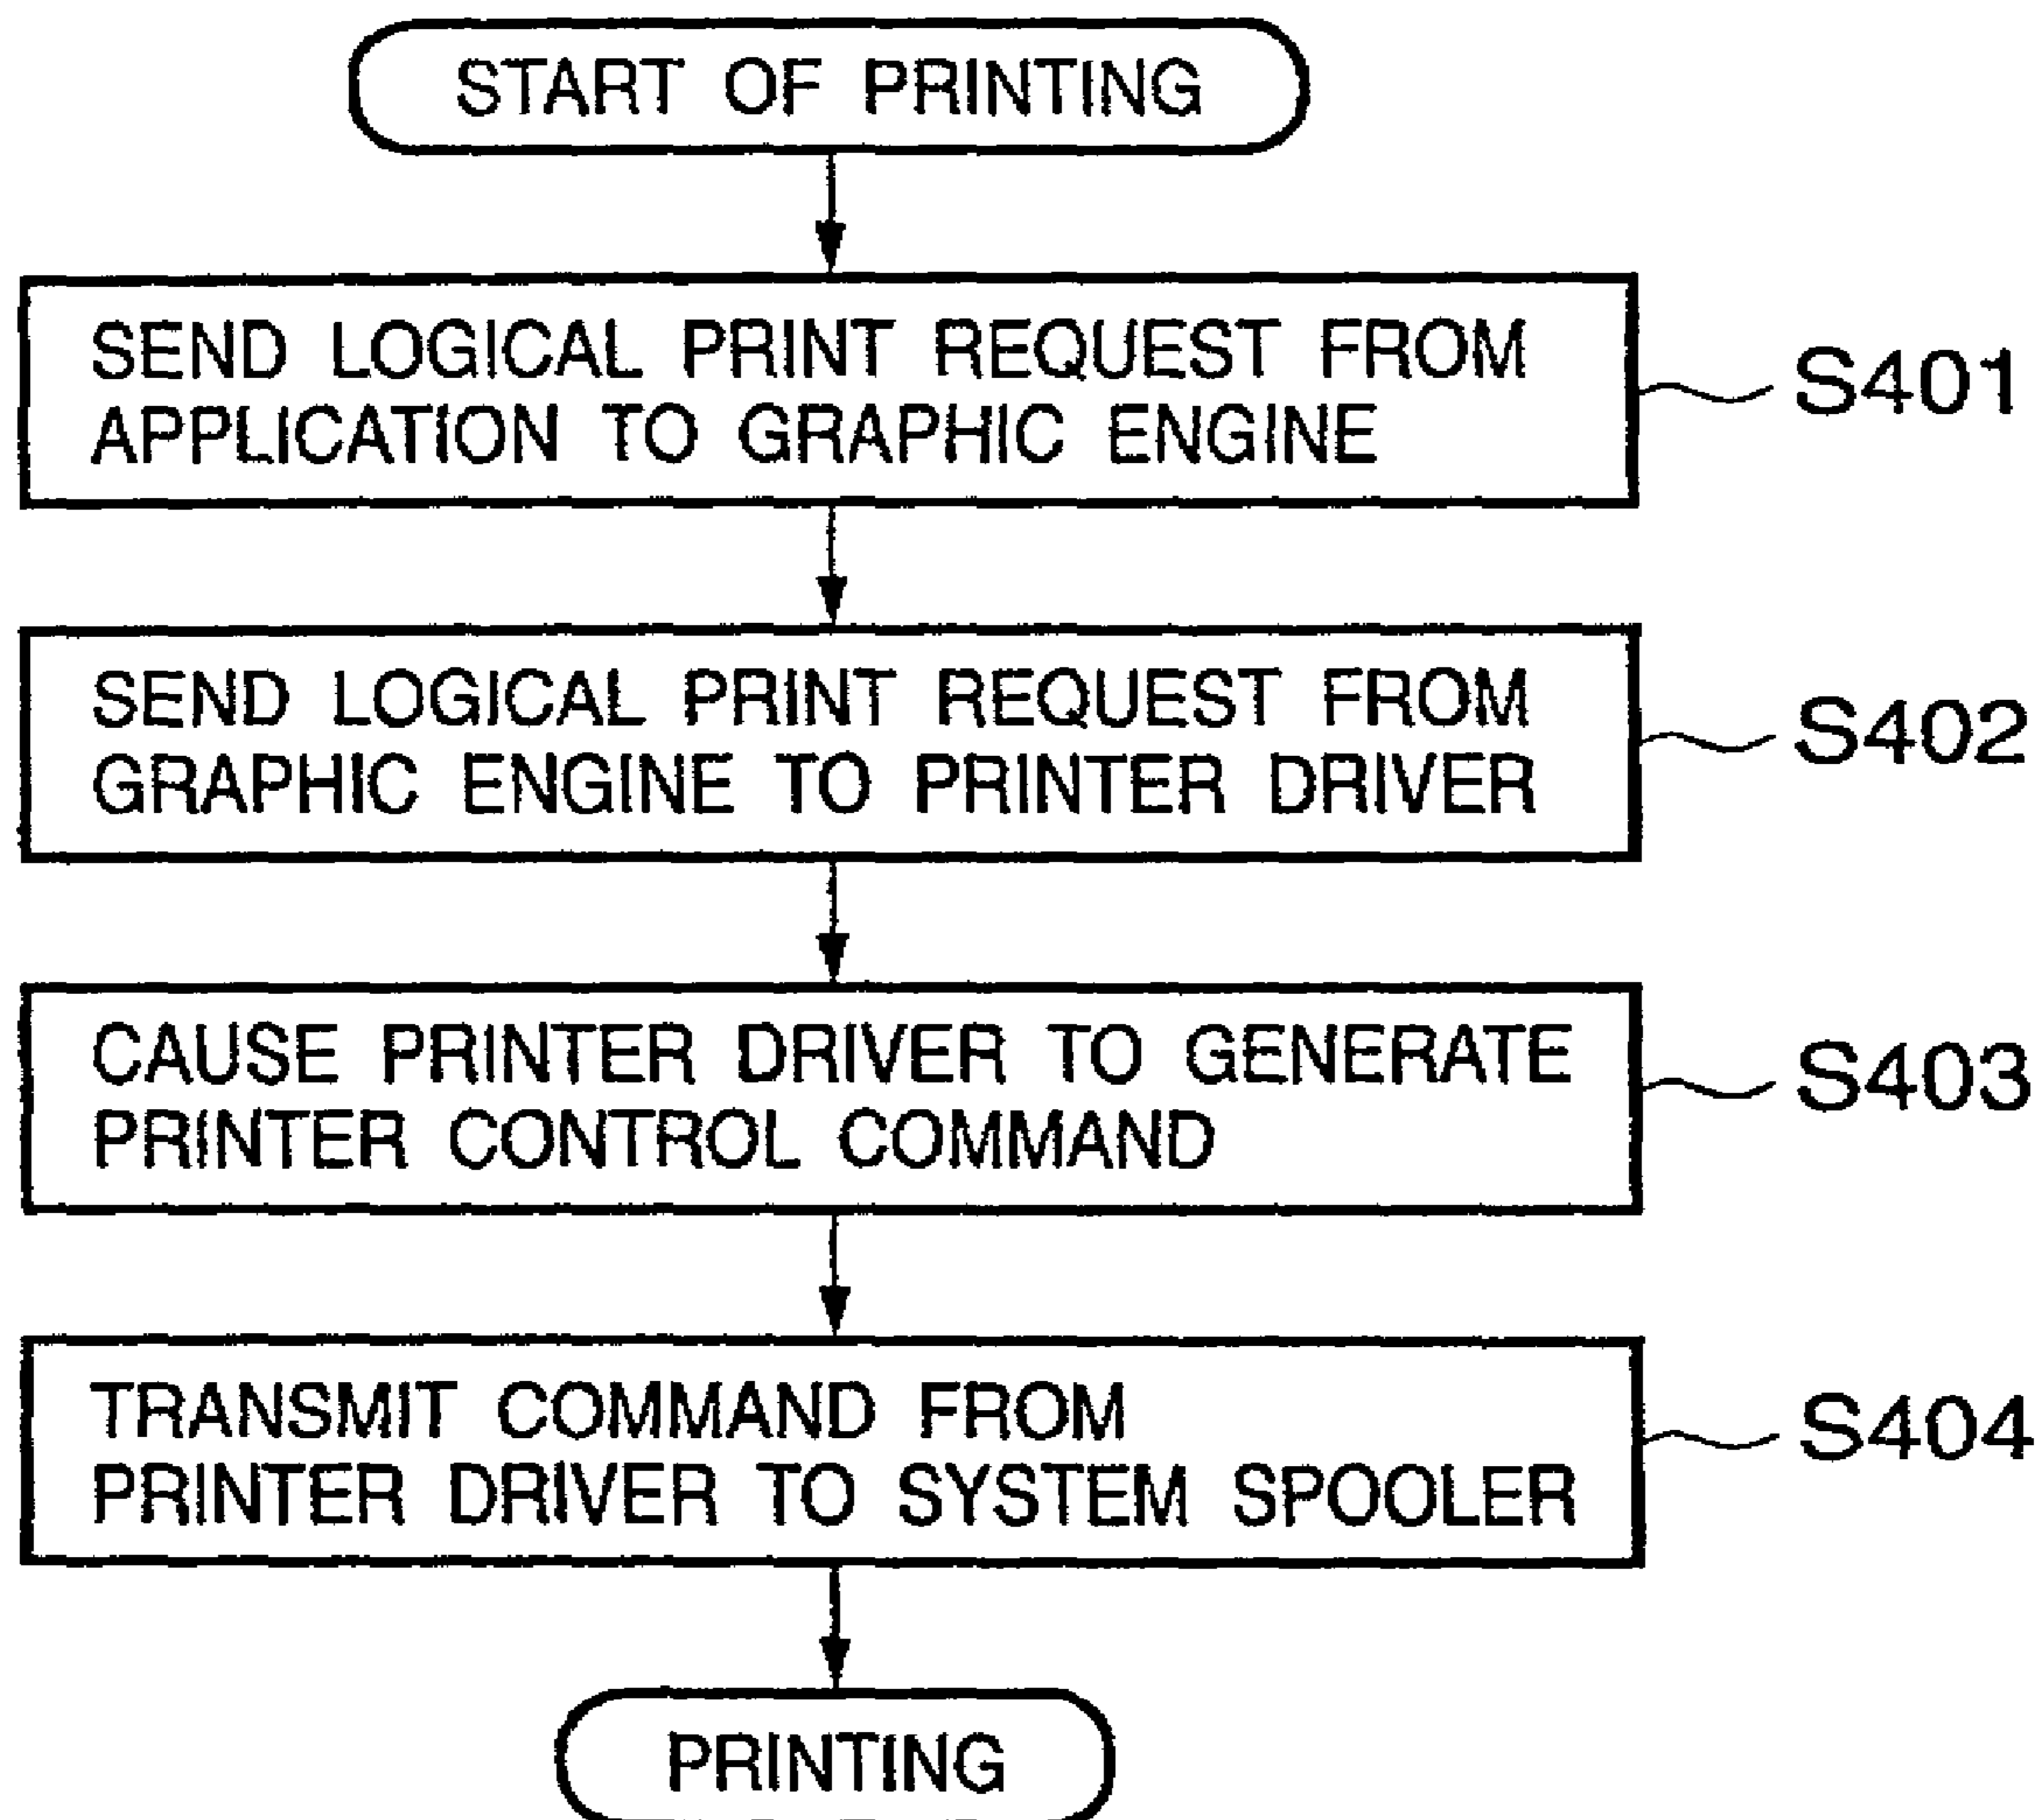 START OF PRINTING
SEND LOGICAL PRINT REQUEST FROM
APPLICATION TO GRAPHIC ENGINE
S401
SEND LOGICAL PRINT REQUEST FROM
GRAPHIC ENGINE TO PRINTER DRIVER
S402
CAUSE PRINTER DRIVER TO GENERATE
PRINTER CONTROL COMMAND
S403
TRANSMIT COMMAND FROM
PRINTER DRIVER TO SYSTEM SPOOLER
S404
PRINTING